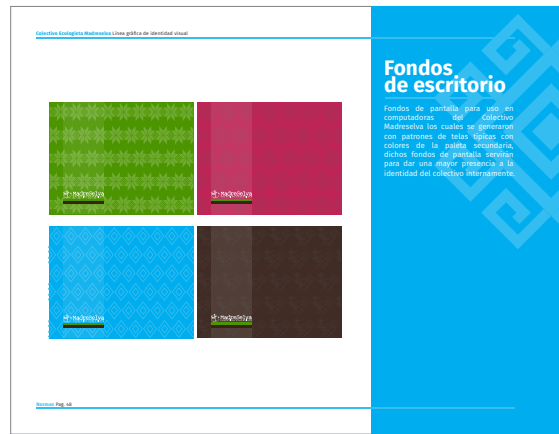 Colectivo Ecologista Madreselva Línea gráfica de identidad visual
Fondos
de escritorio
Fondos de pantalla para uso en
computadoras del Colectivo
Madreselva los cuales se generaron
con patrones de telas típicas con
colores de la paleta secundaria,
dichos fondos de pantalla servirán
para dar una mayor presencia a la
identidad del colectivo internamente.
MadreSelva
MadreSelva
MadreSelva
MadreSelva
Normas Pag. 48